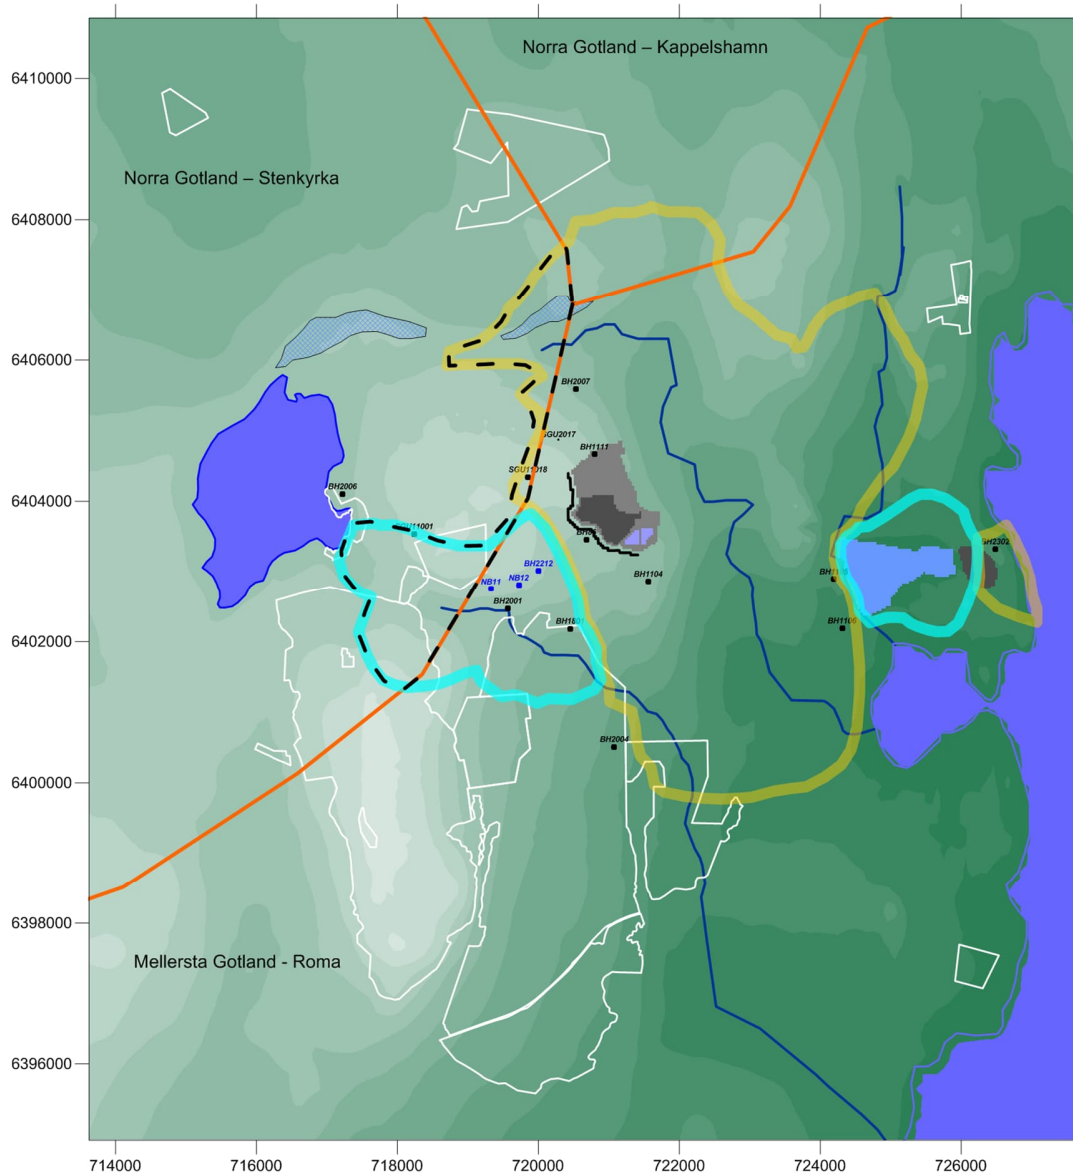 Norra Gotland – Kappelshamn
6410000
Norra Gotland – Stenkyrka
6408000
6406000
BH2007
SGU2017
BH1111
SGU11018
BH2006
6404000
BH2302
BH2212
NB11
NB12
BH1104
BH2001
6402000
BH1106
BH2004
6400000
6398000
Mellersta Gotland - Roma
6396000
714000
716000
718000
720000
722000
724000
726000